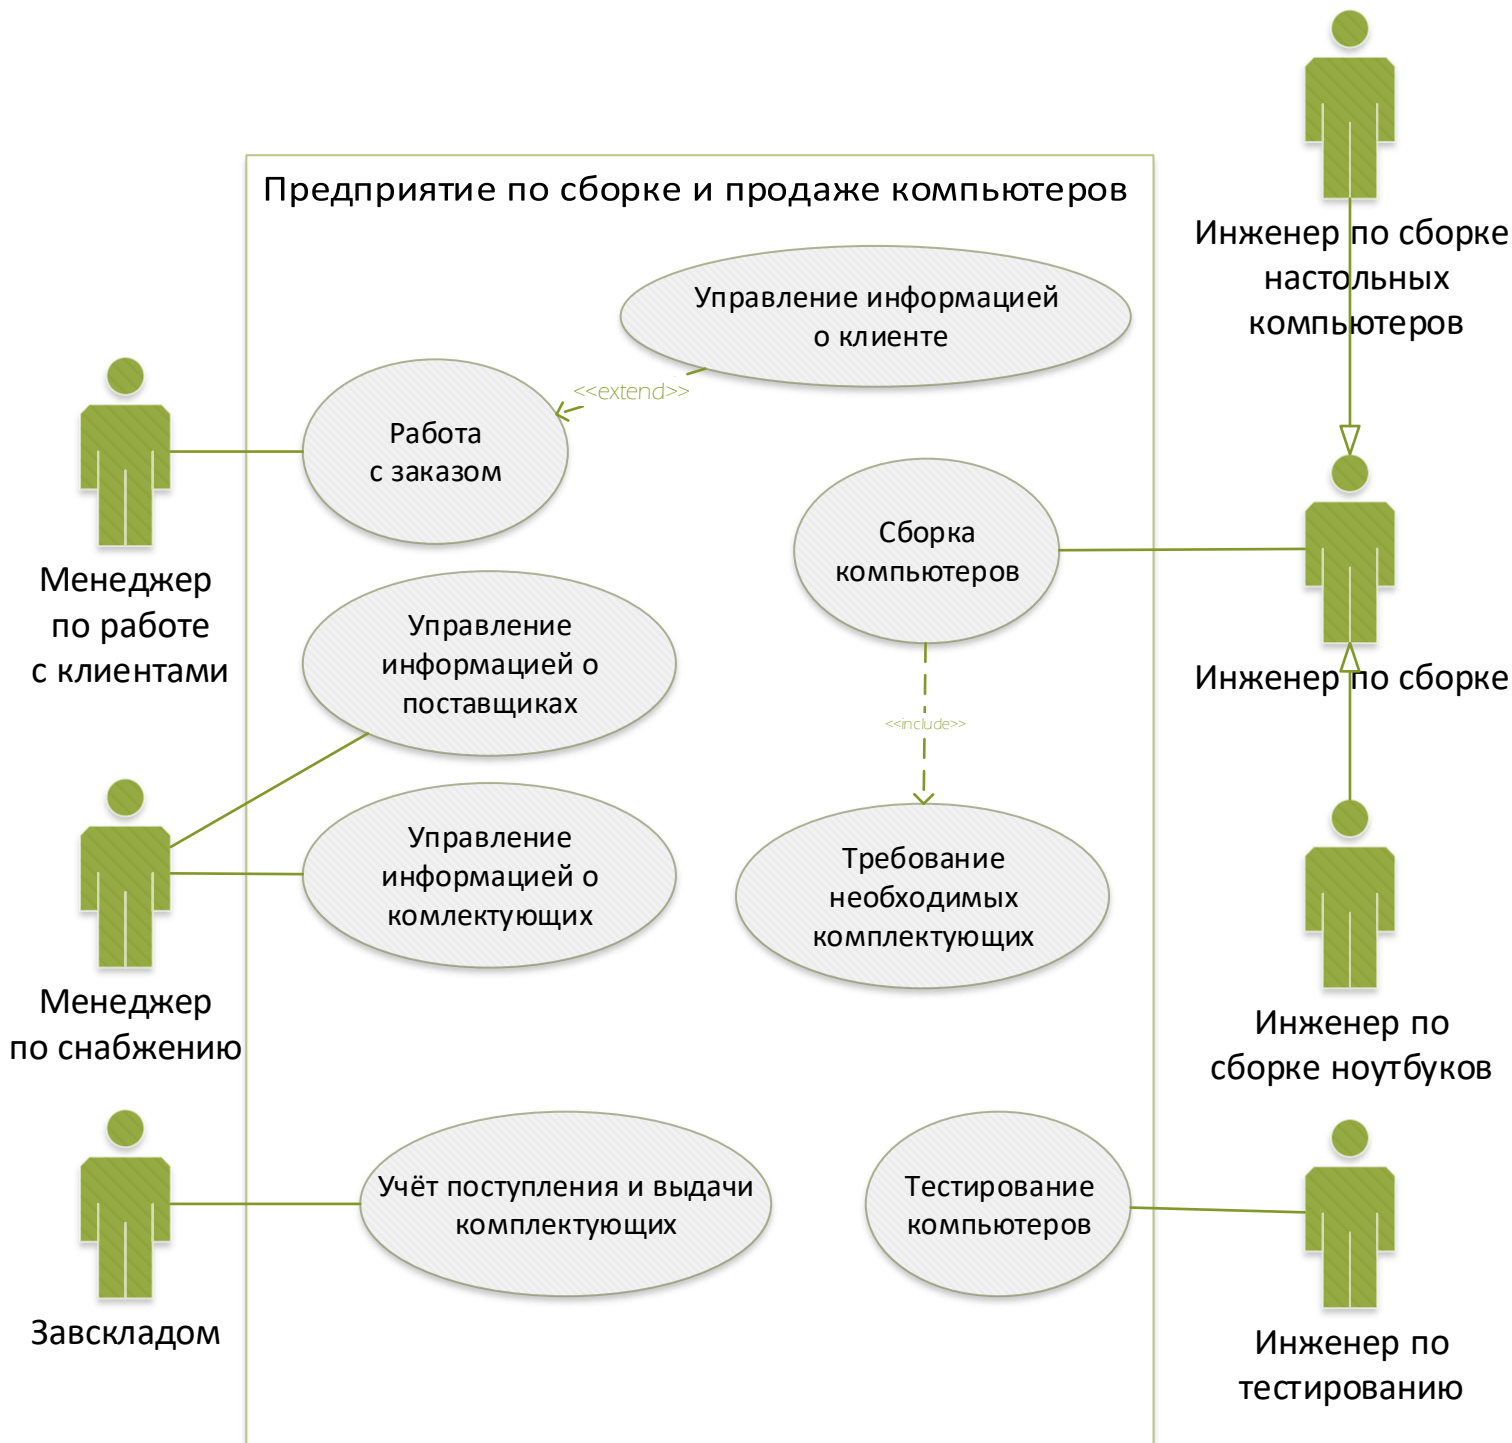 Предприятие по сборке и продаже компьютеров
Инженер по сборке
настольных
компьютеров
Управление информацией
о клиенте
<<extend>>
Работа
с заказом
Менеджер
по работе
с клиентами
Сборка
компьютеров
Инженер по сборке
Управление
информацией о
поставщиках
<<include>>
Управление
информацией о
комлектующих
Требование
необходимых
комплектующих
Менеджер
по снабжению
Инженер по
сборке ноутбуков
Учёт поступления и выдачи
комплектующих
Тестирование
компьютеров
Завскладом
Инженер по
тестированию